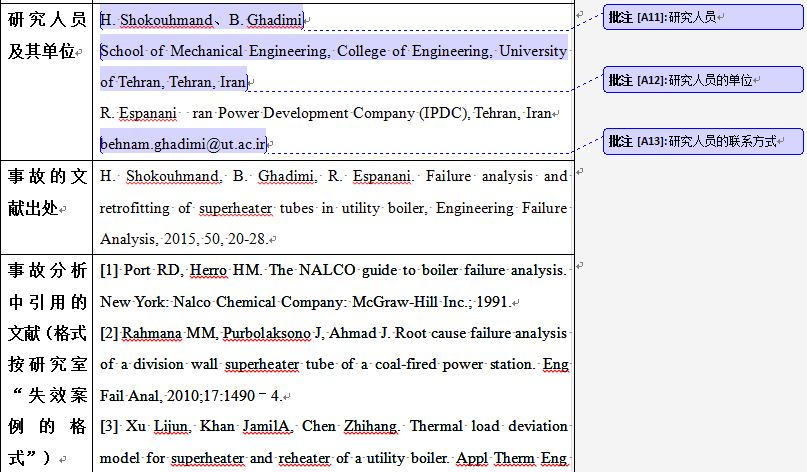 研究人员
及其单位
H. Shokouhmand、B. Ghadimi
School of Mechanical Engineering, College of Engineering, University
of Tehran, Tehran, Iran
R. Espanani ran Power Development Company (IPDC), Tehran, Iran
behnam.ghadimi@ut.ac.ir
批注 [A11]:研究人员
批注 [A12]:研究人员的单位
批注 [A13]:研究人员的联系方式
事故的文
献出处
H. Shokouhmand, B. Ghadimi, R. Espanani. Failure analysis and
retrofitting of superheater tubes in utility boiler, Engineering Failure
Analysis, 2015, 50, 20-28.
事故分析
中引用的
文献（格式
按研究室
“失效案
例的格
式”）
[1] Port RD, Herro HM. The NALCO guide to boiler failure analysis.
New York: Nalco Chemical Company: McGraw-Hill Inc.; 1991.
[2] Rahmana MM, Purbolaksono J, Ahmad J. Root cause failure analysis
of a division wall superheater tube of a coal-fired power station. Eng
Fail Anal, 2010;17:1490–4.
[3] Xu Lijun, Khan JamilA, Chen Zhihang. Thermal load deviation
model for superheater and reheater of a utility boiler. Appl Therm Eng